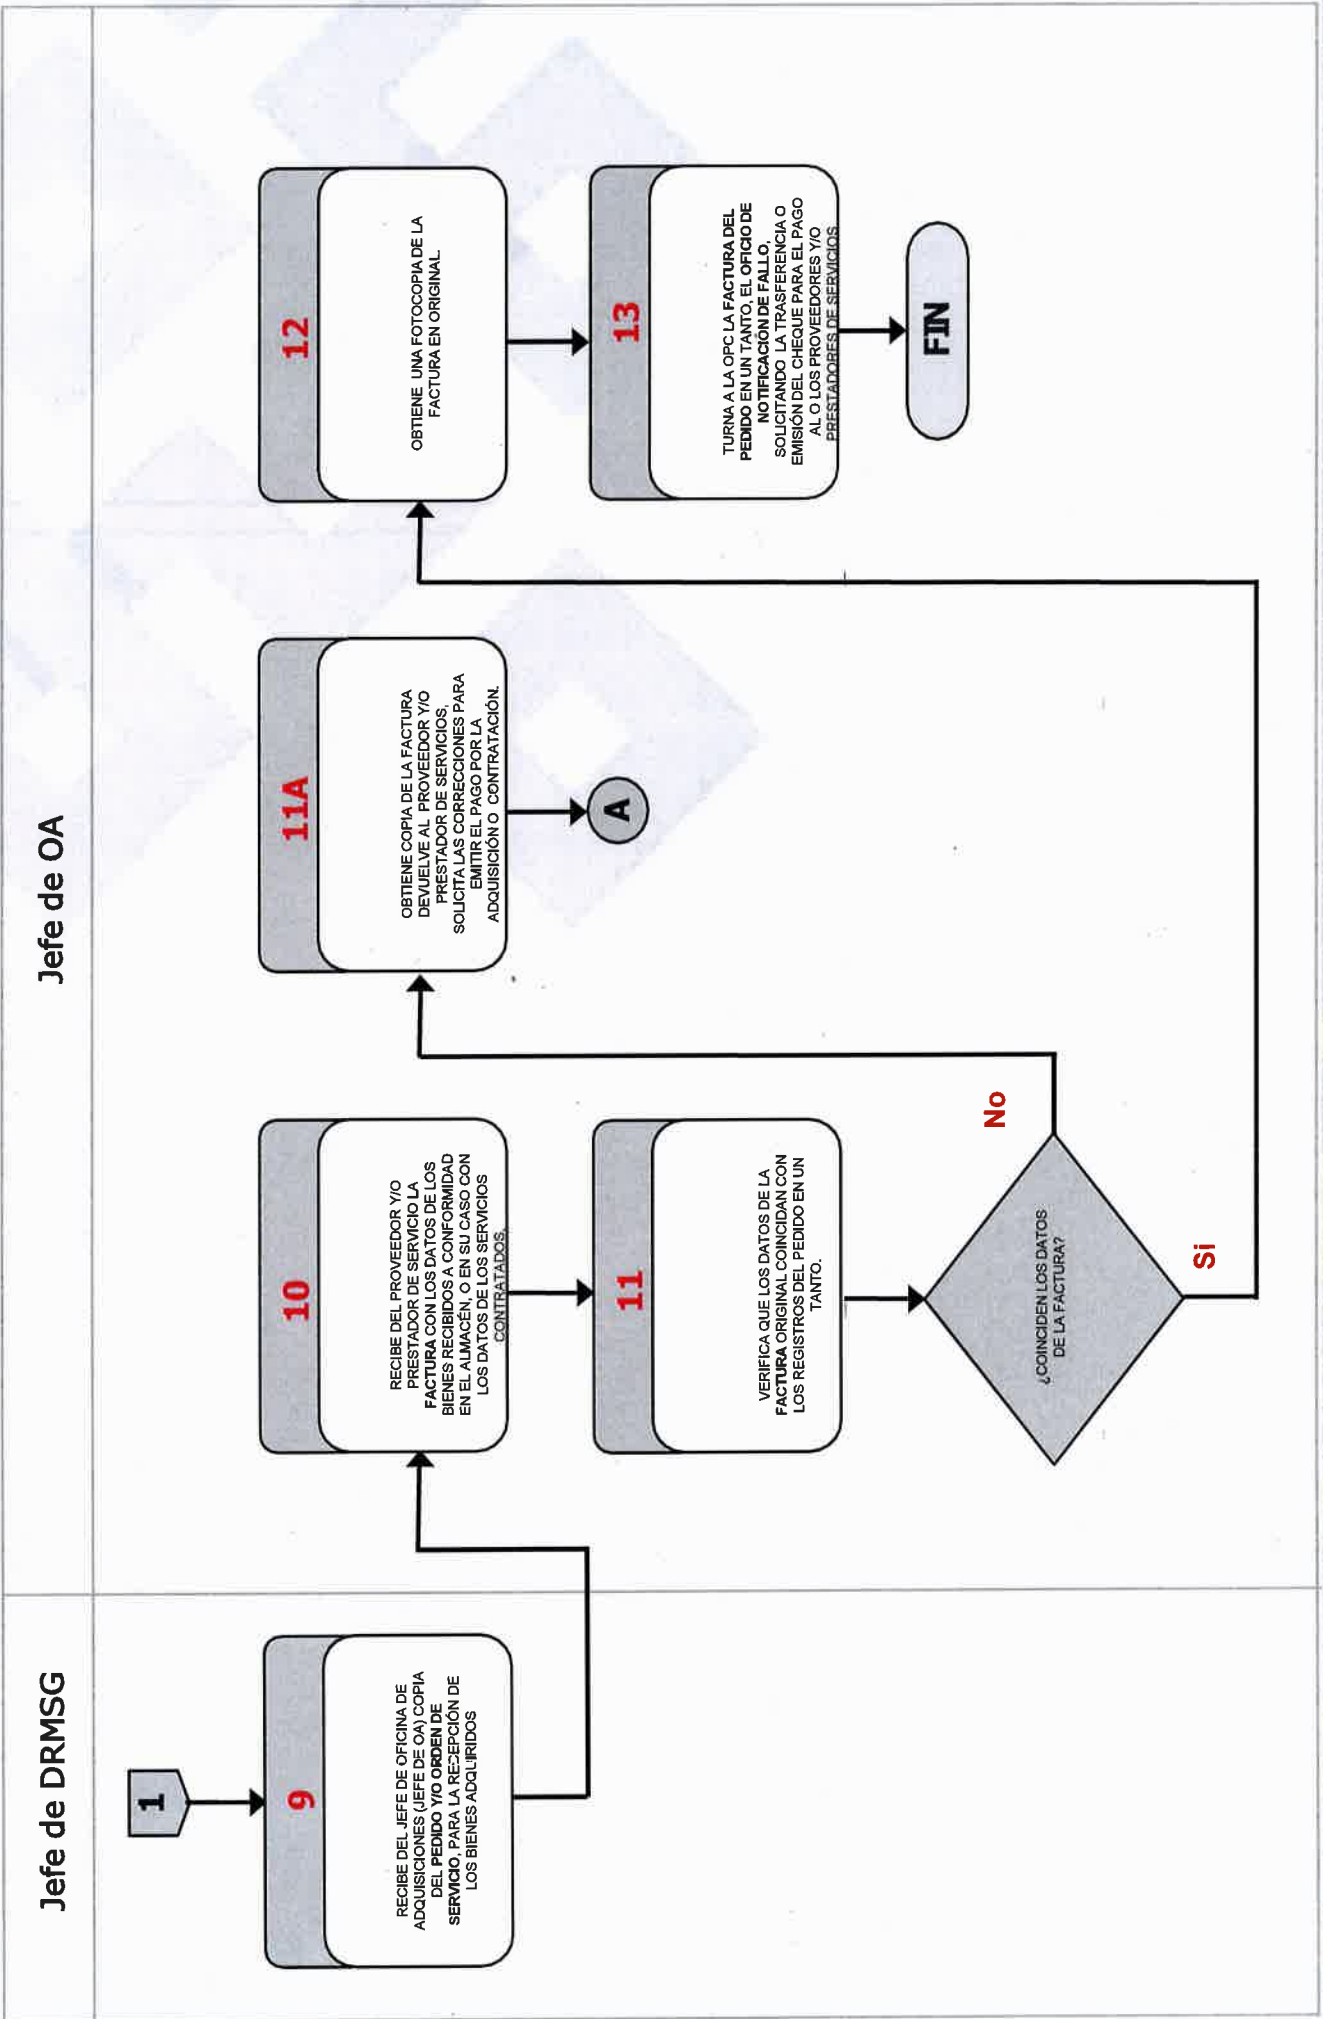 Jefe de DRMSG
Jefe de OA
1
9
RECIBE DEL JEFE DE OFICINA DE
ADQUISICIONES (JEFE DE OA) COPIA
DEL PEDIDO Y/O ORDEN DE
SERVICIO, PARA LA RECEPCIÓN DE
LOS BIENES ADQUIRIDOS
10
RECIBE DEL PROVEEDOR Y/O
PRESTADOR DE SERVICIO LA
FACTURA CON LOS DATOS DE LOS
BIENES RECIBIDOS A CONFORMIDAD
EN EL ALMACÉN, O EN SU CASO CON
LOS DATOS DE LOS SERVICIOS
CONTRATADOS.
11
VERIFICA QUE LOS DATOS DE LA
FACTURA ORIGINAL COINCIDAN CON
LOS REGISTROS DEL PEDIDO EN UN
TANTO.
¿COINCIDEN LOS DATOS
DE LA FACTURA?
No
Si
11A
OBTIENE COPIA DE LA FACTURA
DEVUELVE AL PROVEEDOR Y/O
PRESTADOR DE SERVICIOS,
SOLICITA LAS CORRECCIONES PARA
EMITIR EL PAGO POR LA
ADQUISICIÓN O CONTRATACIÓN.
A
12
OBTIENE UNA FOTOCOPIA DE LA
FACTURA EN ORIGINAL.
13
TURNA A LA OPC LA FACTURA DEL
PEDIDO EN UN TANTO, EL OFICIO DE
NOTIFICACIÓN DE FALLO,
SOLICITANDO LA TRASFERENCIA O
EMISIÓN DEL CHEQUE PARA EL PAGO
AL O LOS PROVEEDORES Y/O
PRESTADORES DE SERVICIOS.
FIN